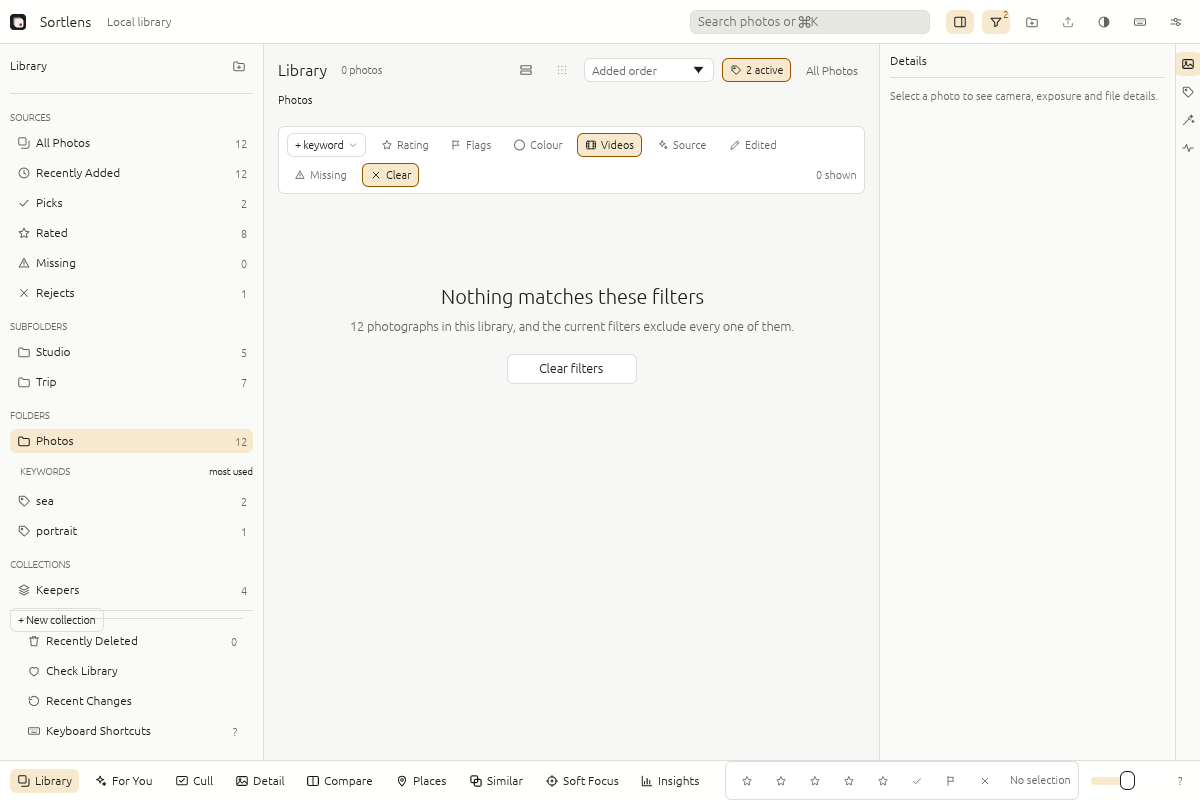 Sortlens Local library
Search photos or ⌘K
2
Library
SOURCES
All Photos 12
Recently Added 12
Picks 2
Rated 8
Missing 0
Rejects 1
SUBFOLDERS
Studio 5
Trip 7
FOLDERS
Photos 12
KEYWORDS most used
sea 2
portrait 1
COLLECTIONS
Keepers 4
+ New collection
Recently Deleted 0
Check Library
Recent Changes
Keyboard Shortcuts ?
Library 0 photos Added order 2 active All Photos
Photos
+ keyword Rating Flags Colour Videos Source Edited
Missing Clear 0 shown
Nothing matches these filters
12 photographs in this library, and the current filters exclude every one of them.
Clear filters
Details
Select a photo to see camera, exposure and file details.
Library For You Cull Detail Compare Places Similar Soft Focus Insights No selection ?